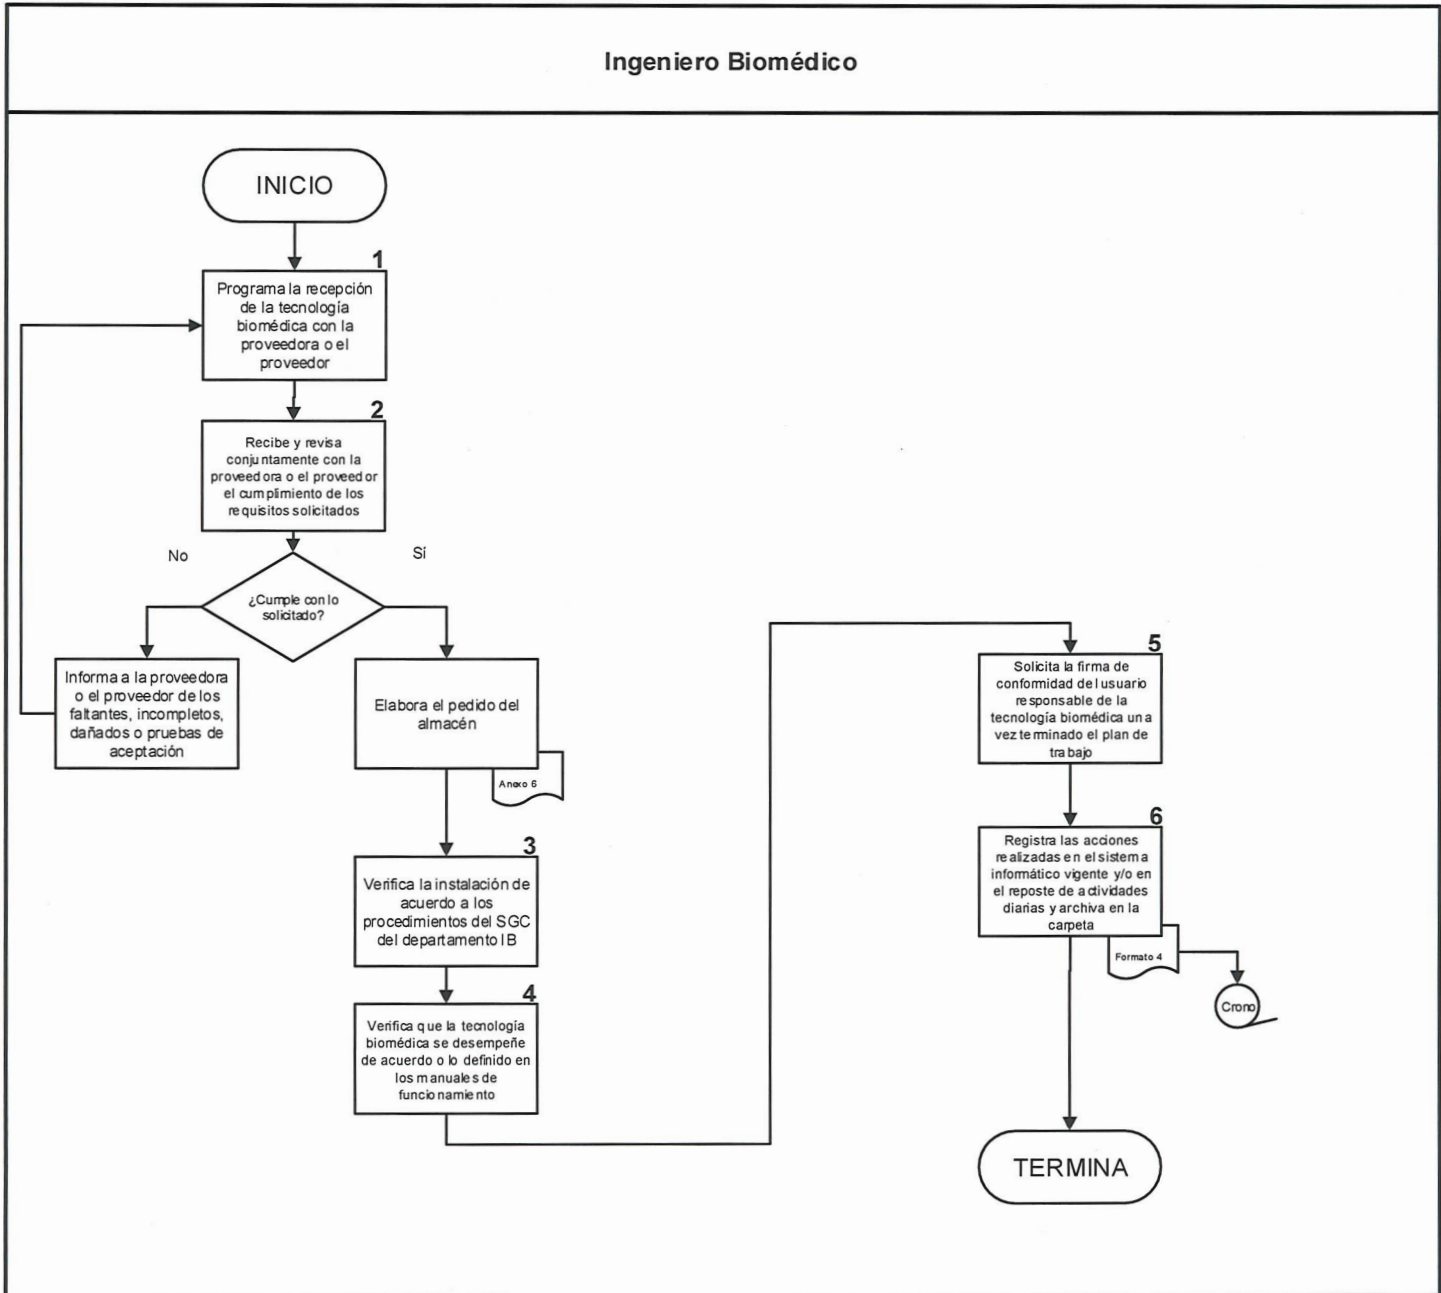 Ingeniero Biomédico
INICIO
1
Programa la recepción
de la tecnología
biomédica con la
proveedora o el
proveedor
2
Recibe y revisa
conjuntamente con la
proveedora o el proveedor
el cumplimiento de los
requisitos solicitados
No
Sí
¿Cumple con lo
solicitado?
Informa a la proveedora
o el proveedor de los
faltantes, incompletos,
dañados o pruebas de
aceptación
Elabora el pedido del
almacén
Anexo 6
3
Verifica la instalación de
acuerdo a los
procedimientos del SGC
del departamento IB
4
Verifica que la tecnología
biomédica se desempeñe
de acuerdo o lo definido en
los manuales de
funcionamiento
5
Solicita la firma de
conformidad del usuario
responsable de la
tecnología biomédica una
vez terminado el plan de
trabajo
6
Registra las acciones
realizadas en el sistema
informático vigente y/o en
el reposte de actividades
diarias y archiva en la
carpeta
Formato 4
Crono
TERMINA